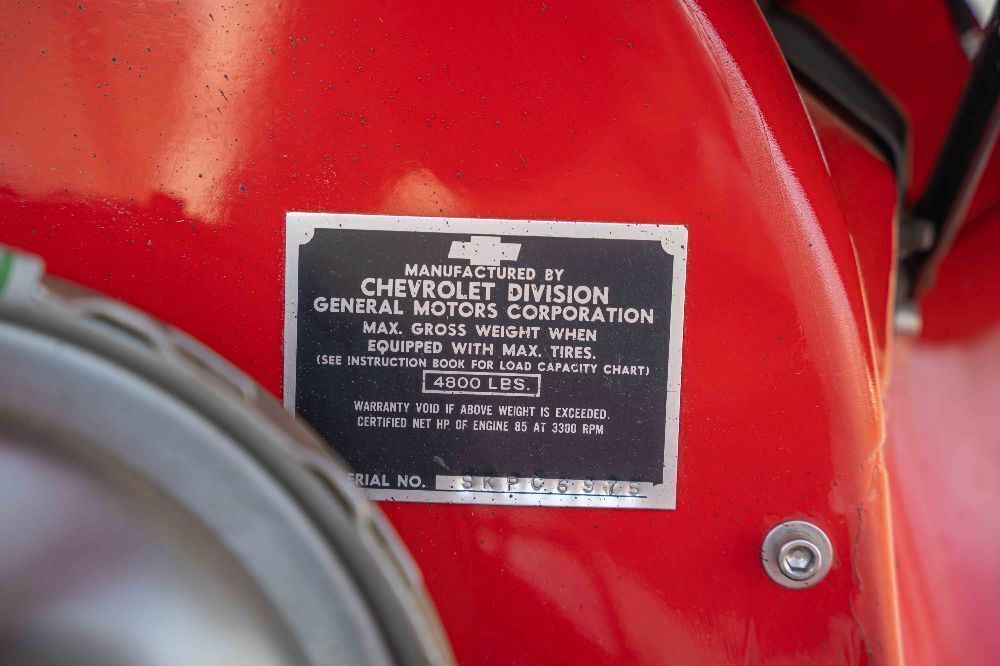 MANUFACTURED BY
CHEVROLET DIVISION
GENERAL MOTORS CORPORATION
MAX. GROSS WEIGHT WHEN
EQUIPPED WITH MAX. TIRES.
(SEE INSTRUCTION BOOK FOR LOAD CAPACITY CHART)
4800 LBS.
WARRANTY VOID IF ABOVE WEIGHT IS EXCEEDED.
CERTIFIED NET HP OF ENGINE 85 AT 3300 RPM
ERIAL NO. 5KPC6975